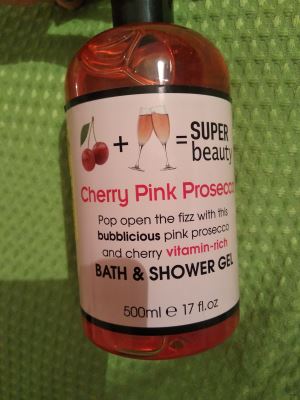 + = SUPER
beauty
Cherry Pink Prosecco
Pop open the fizz with this
bubblicious pink prosecco
and cherry vitamin-rich
BATH & SHOWER GEL
500ml ℮ 17 fl.oz